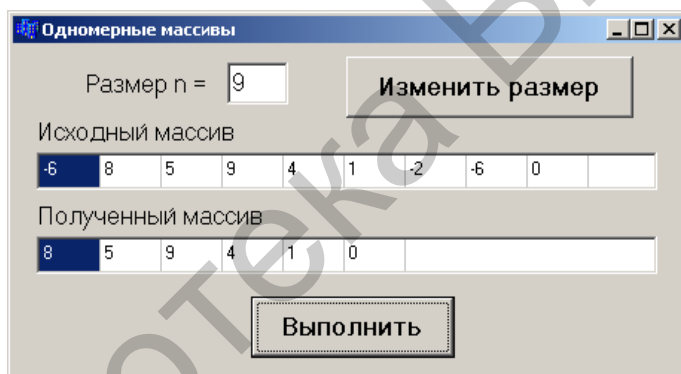 Одномерные массивы
Размер n = 9 Изменить размер
Исходный массив
-6 8 5 9 4 1 -2 -6 0
Полученный массив
8 5 9 4 1 0
Выполнить